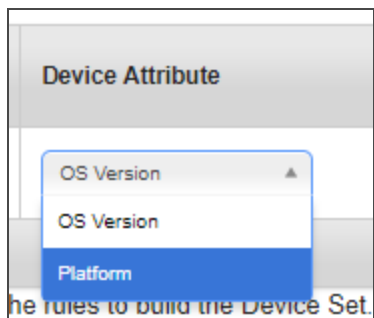 Device Attribute
OS Version
OS Version
Platform
he rules to build the Device Set.